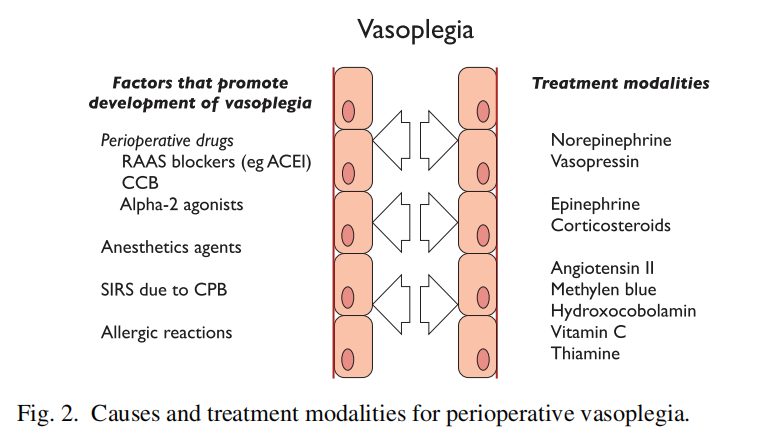 Vasoplegia
Factors that promote
development of vasoplegia
Perioperative drugs
RAAS blockers (eg ACEI)
CCB
Alpha-2 agonists
Anesthetics agents
SIRS due to CPB
Allergic reactions
Treatment modalities
Norepinephrine
Vasopressin
Epinephrine
Corticosteroids
Angiotensin II
Methylen blue
Hydroxocobolamin
Vitamin C
Thiamine
Fig. 2. Causes and treatment modalities for perioperative vasoplegia.